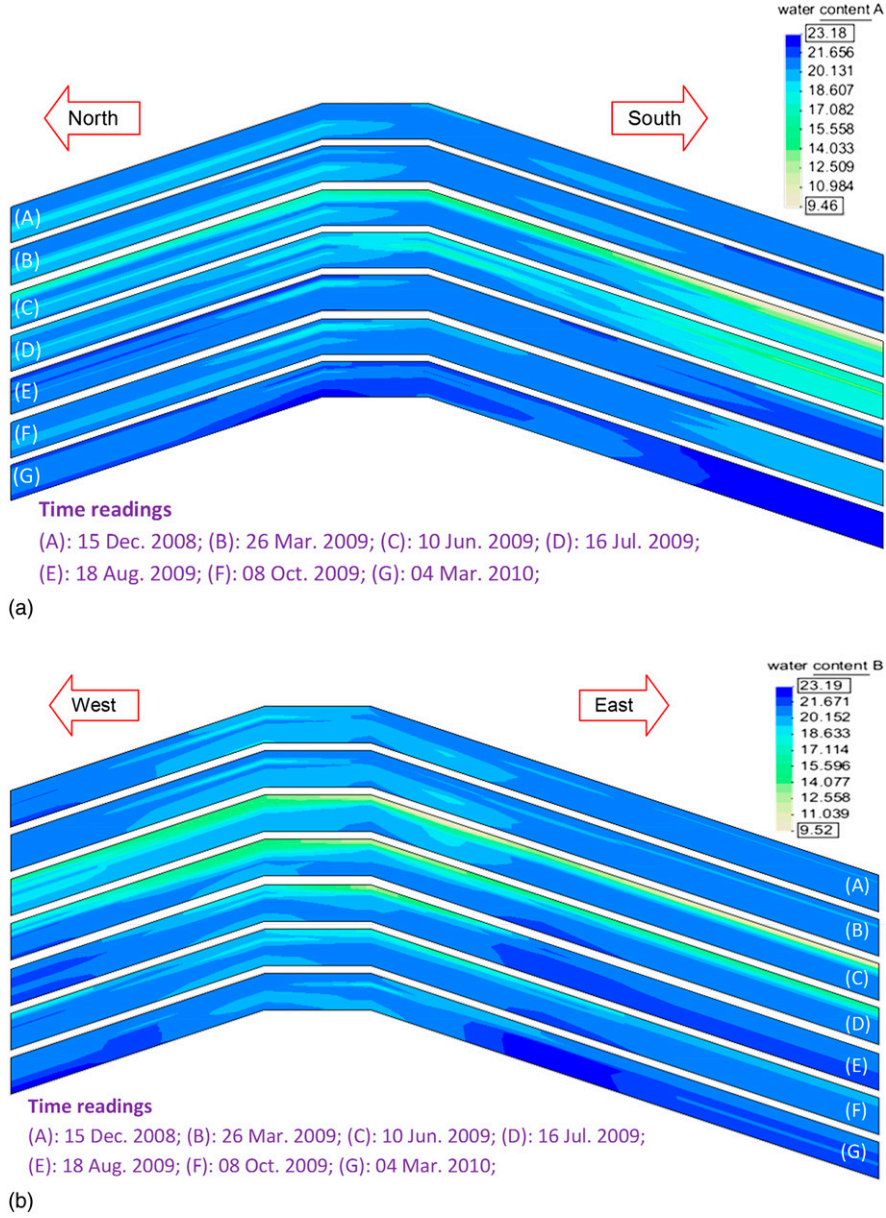 water content A
23.18
21.656
20.131
18.607
17.082
15.558
14.033
12.509
10.984
9.46
North
South
(A)
(B)
(C)
(D)
(E)
(F)
(G)
Time readings
(A): 15 Dec. 2008; (B): 26 Mar. 2009; (C): 10 Jun. 2009; (D): 16 Jul. 2009;
(E): 18 Aug. 2009; (F): 08 Oct. 2009; (G): 04 Mar. 2010;
(a)
water content B
23.19
21.671
20.152
18.633
17.114
15.596
14.077
12.558
11.039
9.52
West
East
(A)
(B)
(C)
(D)
(E)
(F)
(G)
Time readings
(A): 15 Dec. 2008; (B): 26 Mar. 2009; (C): 10 Jun. 2009; (D): 16 Jul. 2009;
(E): 18 Aug. 2009; (F): 08 Oct. 2009; (G): 04 Mar. 2010;
(b)